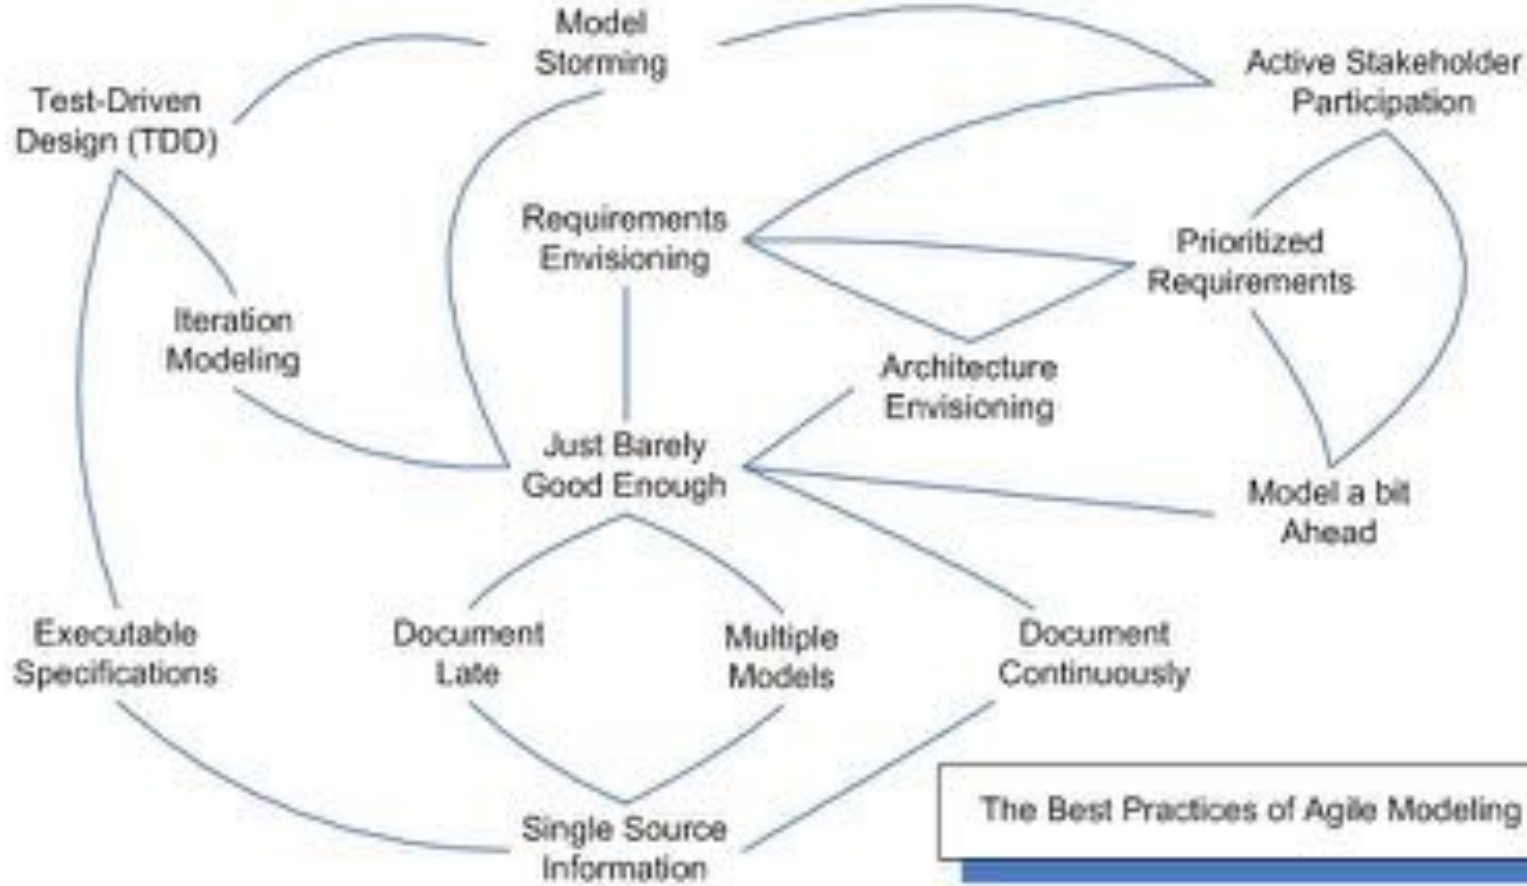 Model
Storming
Active Stakeholder
Participation
Test-Driven
Design (TDD)
Requirements
Envisioning
Prioritized
Requirements
Iteration
Modeling
Architecture
Envisioning
Just Barely
Good Enough
Model a bit
Ahead
Executable
Specifications
Document
Late
Multiple
Models
Document
Continuously
Single Source
Information
The Best Practices of Agile Modeling